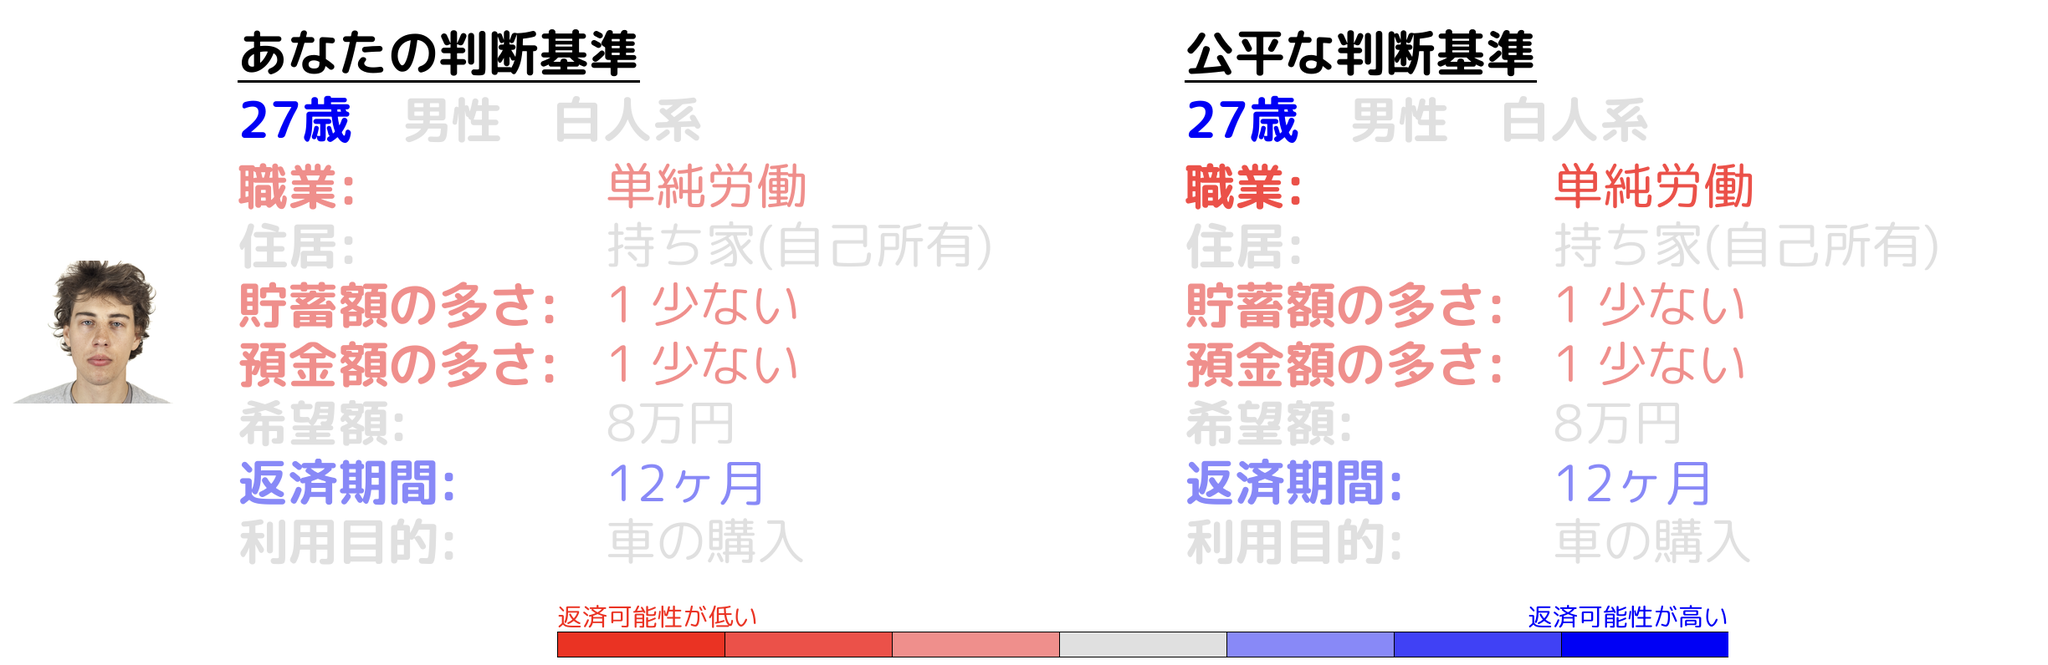 あなたの判断基準
27歳 男性 白人系
職業: 単純労働
住居: 持ち家(自己所有)
貯蓄額の多さ: 1 少ない
預金額の多さ: 1 少ない
希望額: 8万円
返済期間: 12ヶ月
利用目的: 車の購入
公平な判断基準
27歳 男性 白人系
職業: 単純労働
住居: 持ち家(自己所有)
貯蓄額の多さ: 1 少ない
預金額の多さ: 1 少ない
希望額: 8万円
返済期間: 12ヶ月
利用目的: 車の購入
返済可能性が低い
返済可能性が高い